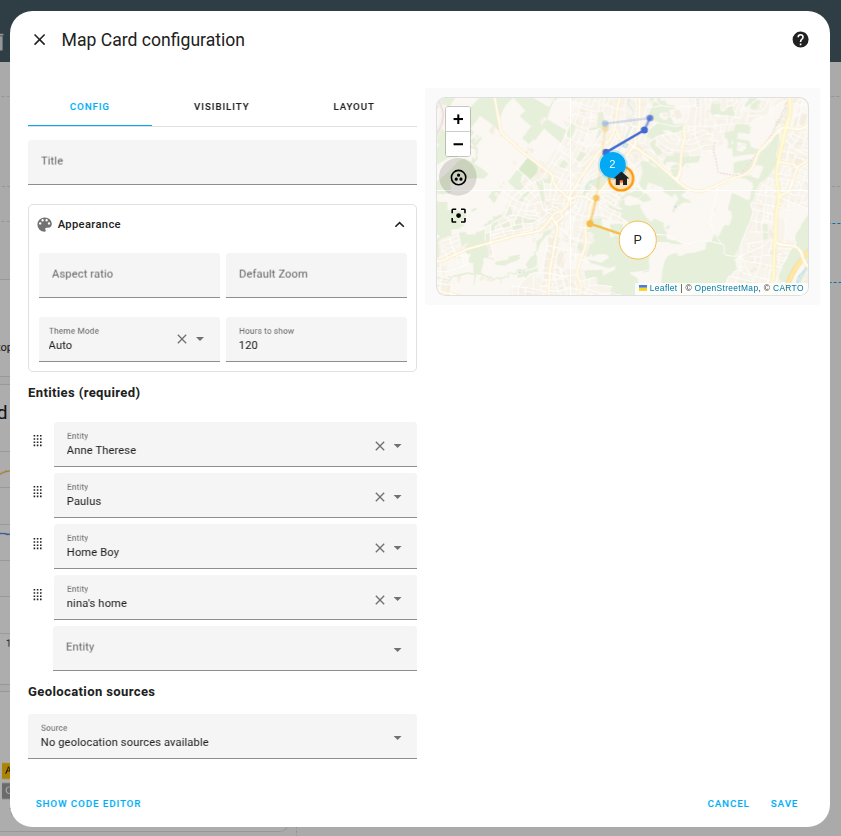 Map Card configuration
CONFIG
VISIBILITY
LAYOUT
Title
Appearance
Aspect ratio
Default Zoom
Theme Mode
Auto
Hours to show
120
Entities (required)
Entity
Anne Therese
Entity
Paulus
Entity
Home Boy
Entity
nina's home
Entity
Geolocation sources
Source
No geolocation sources available
SHOW CODE EDITOR
CANCEL
SAVE
+
−
2
P
Leaflet | © OpenStreetMap, © CARTO